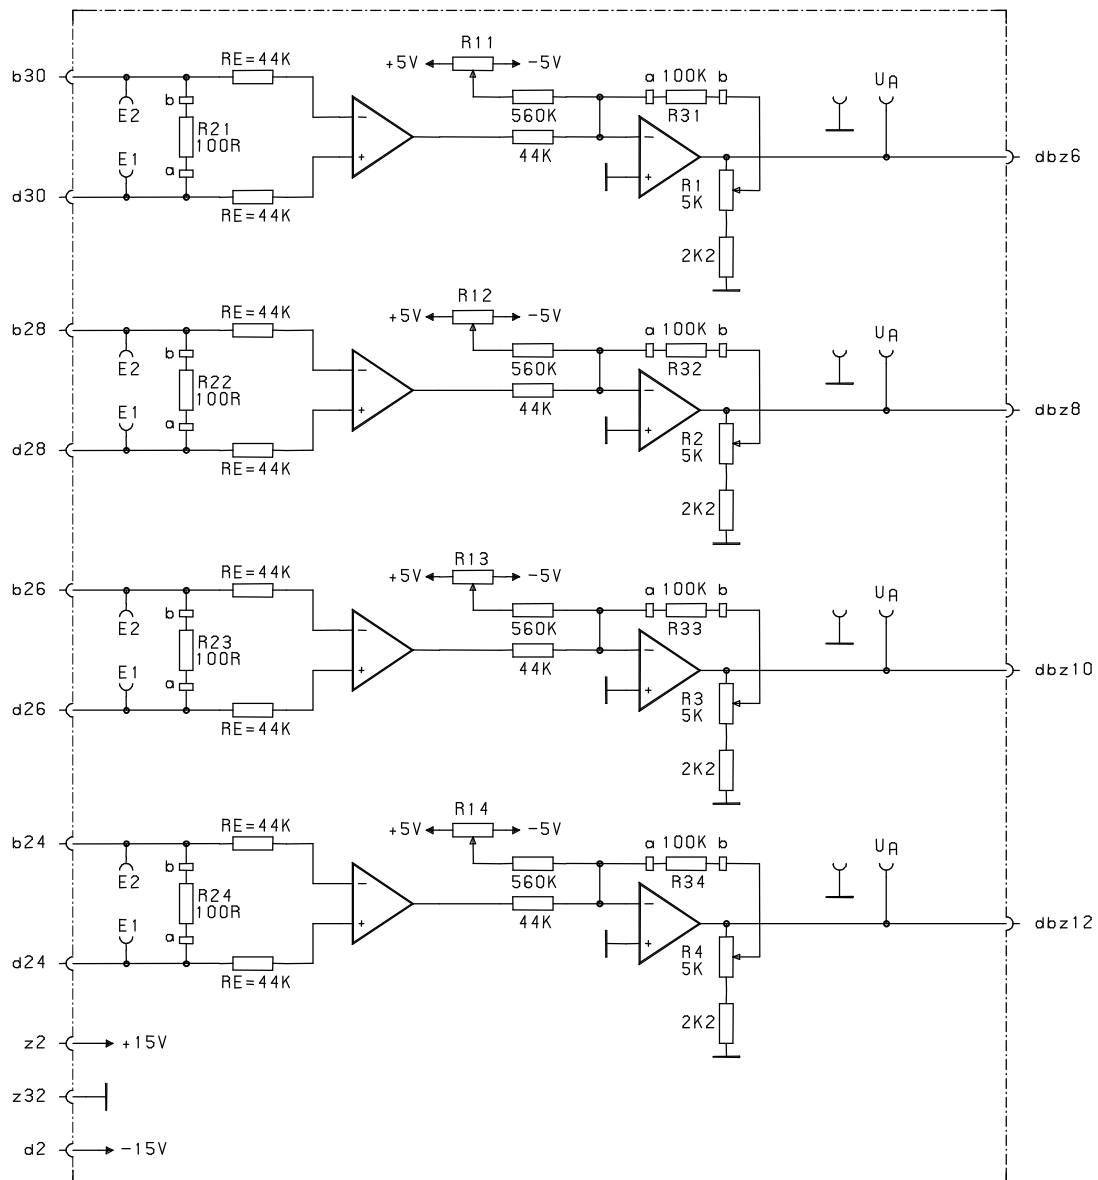 R11
+5V -5V
RE=44K
b30
E2
b
R21
100R
a
E1
d30
RE=44K
- +
560K
44K
a 100K b
R31
- +
R1
5K
2K2
UA
dbz6
R12
+5V -5V
RE=44K
b28
E2
b
R22
100R
a
E1
d28
RE=44K
- +
560K
44K
a 100K b
R32
- +
R2
5K
2K2
UA
dbz8
R13
+5V -5V
RE=44K
b26
E2
b
R23
100R
a
E1
d26
RE=44K
- +
560K
44K
a 100K b
R33
- +
R3
5K
2K2
UA
dbz10
R14
+5V -5V
RE=44K
b24
E2
b
R24
100R
a
E1
d24
RE=44K
- +
560K
44K
a 100K b
R34
- +
R4
5K
2K2
UA
dbz12
z2 +15V
z32
d2 -15V